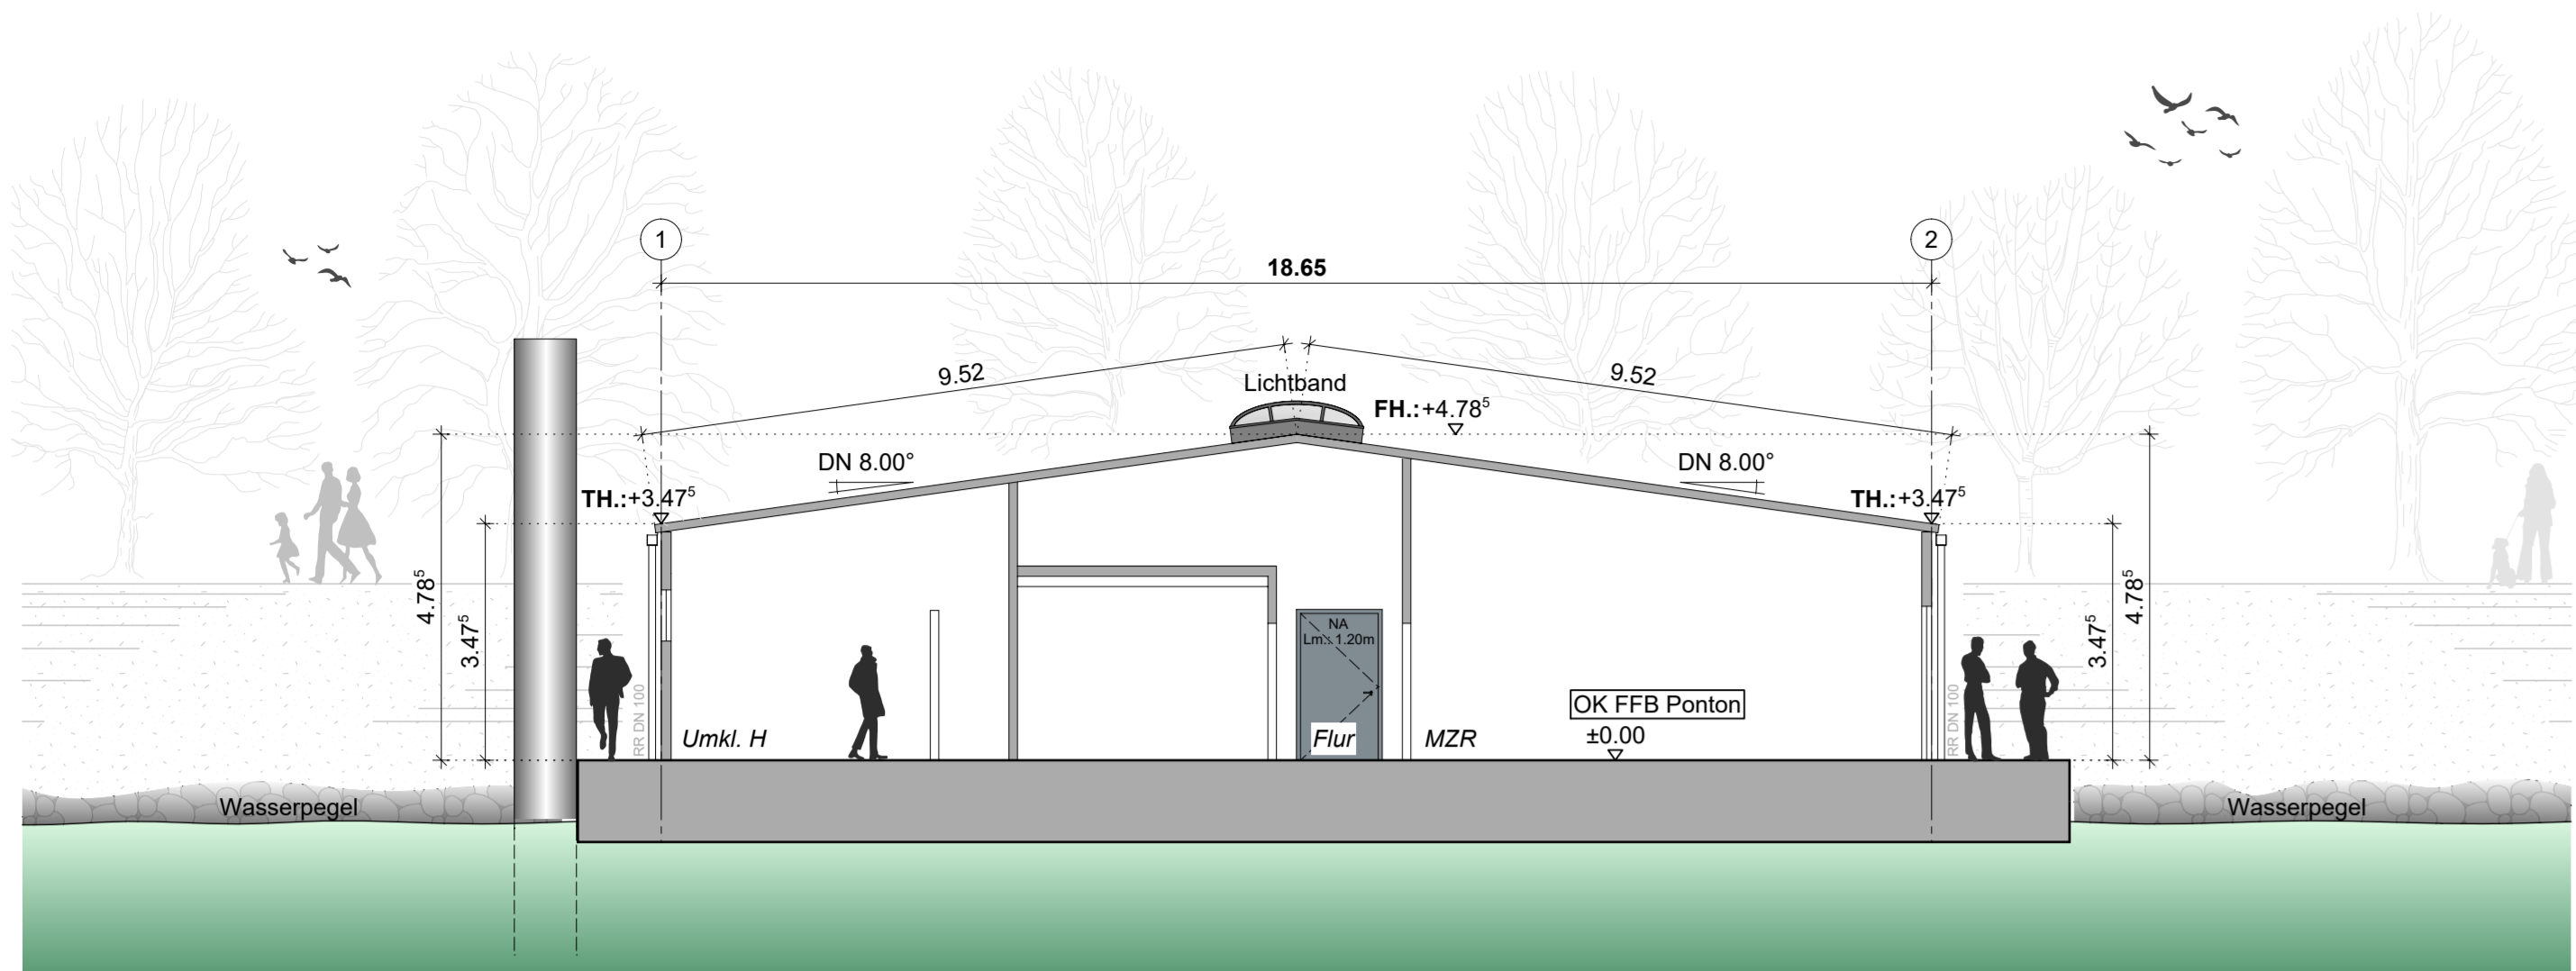 1
2
18.65
9.52
9.52
Lichtband
FH.:+4.78⁵
DN 8.00°
DN 8.00°
TH.:+3.47⁵
TH.:+3.47⁵
4.78⁵
3.47⁵
3.47⁵
4.78⁵
NA
Lm.: 1.20m
RR DN 100
RR DN 100
OK FFB Ponton
±0.00
Umkl. H
Flur
MZR
Wasserpegel
Wasserpegel